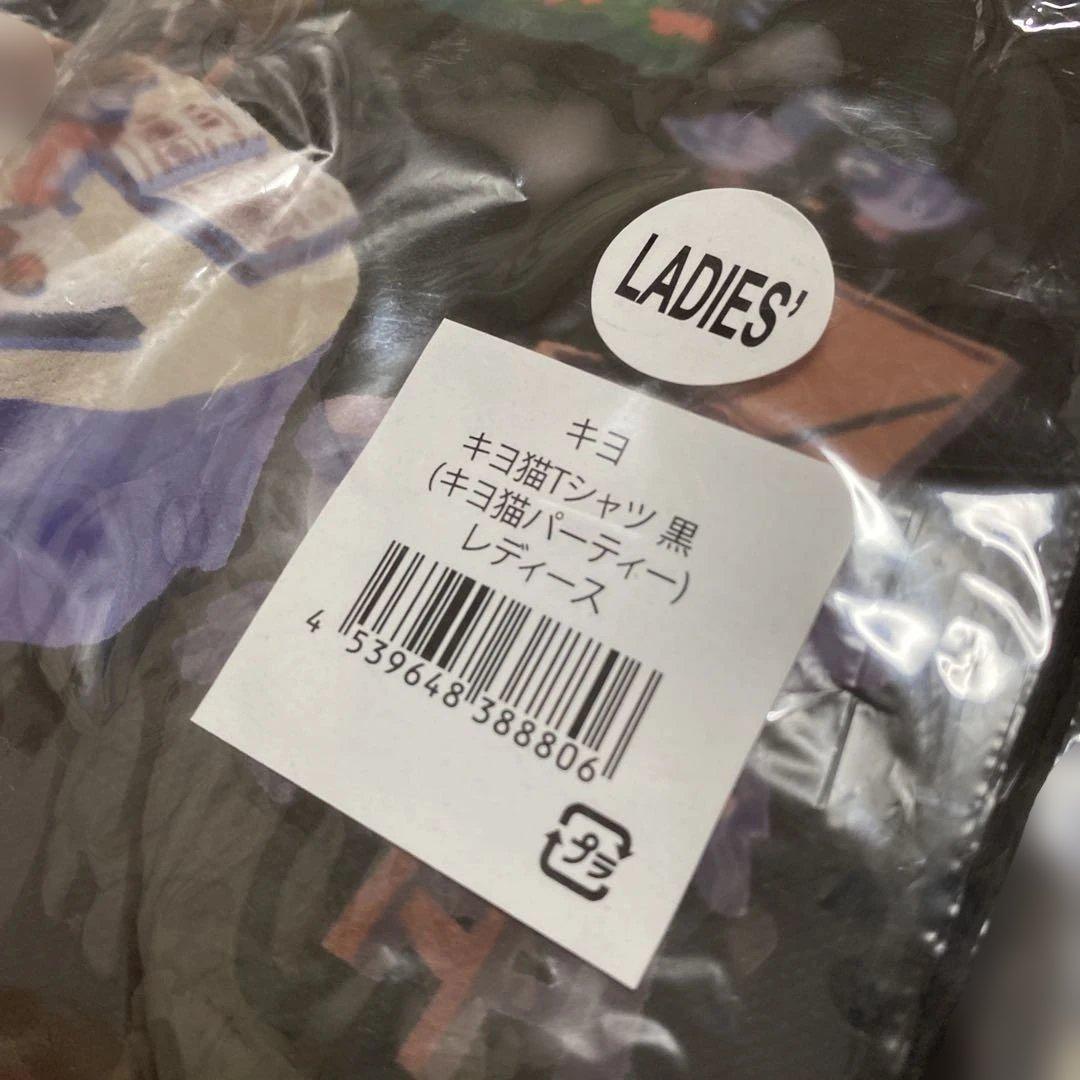 LADIES'
キヨ
キヨ猫Tシャツ 黒
(キヨ猫パーティー)
レディース
4 539648 388806
プラ